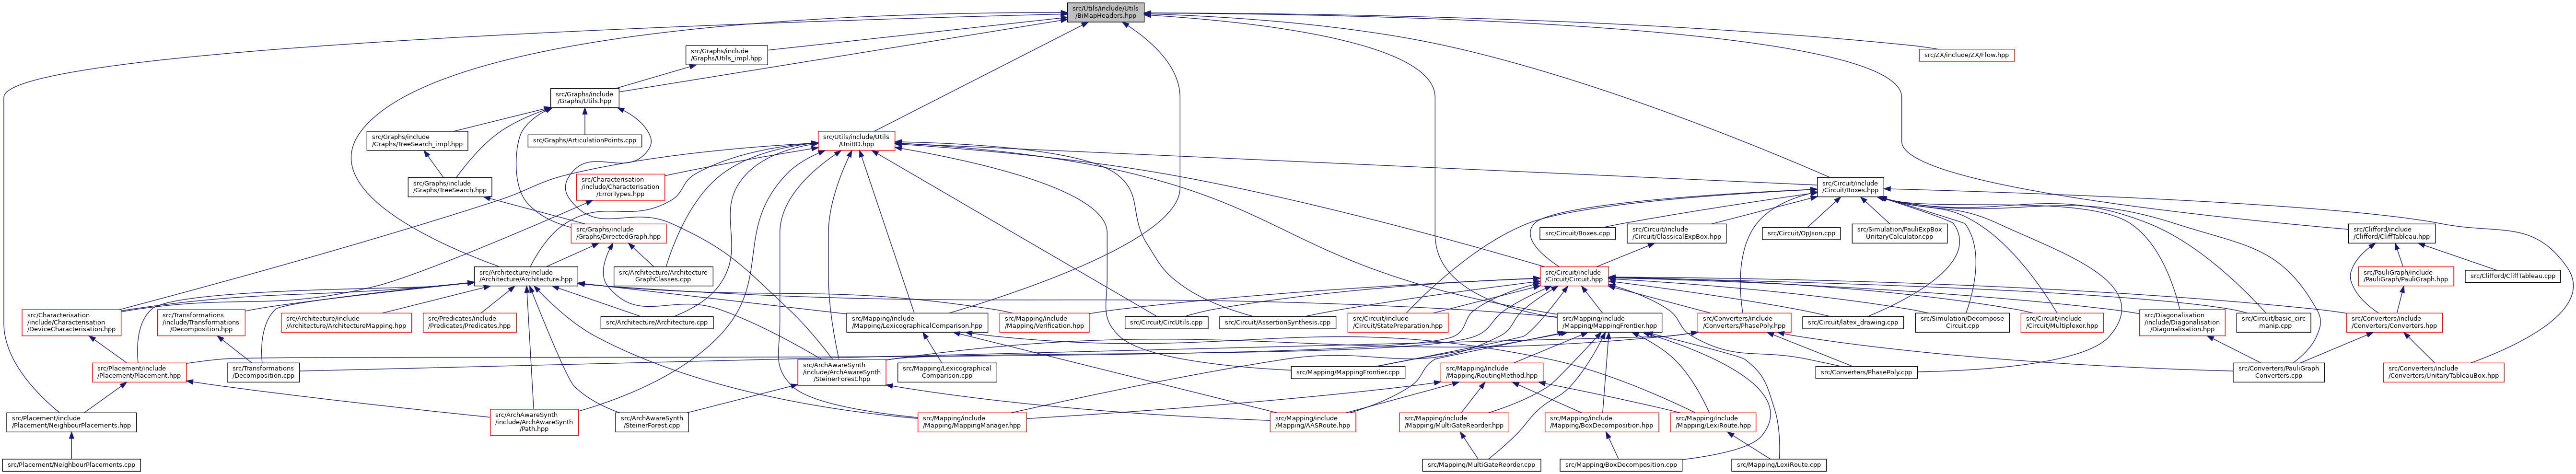 src/Utils/include/Utils
/BiMapHeaders.hpp
src/Graphs/include
/Graphs/Utils_impl.hpp
src/ZX/include/ZX/Flow.hpp
src/Graphs/include
/Graphs/Utils.hpp
src/Graphs/include
/Graphs/TreeSearch_impl.hpp
src/Graphs/ArticulationPoints.cpp
src/Utils/include/Utils
/UnitID.hpp
src/Graphs/include
/Graphs/TreeSearch.hpp
src/Characterisation
/include/Characterisation
/ErrorTypes.hpp
src/Circuit/include
/Circuit/Boxes.hpp
src/Graphs/include
/Graphs/DirectedGraph.hpp
src/Circuit/Boxes.cpp
src/Circuit/include
/Circuit/ClassicalExpBox.hpp
src/Circuit/OpJson.cpp
src/Simulation/PauliExpBox
UnitaryCalculator.cpp
src/Clifford/include
/Clifford/CliffTableau.hpp
src/Architecture/include
/Architecture/Architecture.hpp
src/Architecture/Architecture
GraphClasses.cpp
src/Circuit/include
/Circuit/Circuit.hpp
src/PauliGraph/include
/PauliGraph/PauliGraph.hpp
src/Clifford/CliffTableau.cpp
src/Characterisation
/include/Characterisation
/DeviceCharacterisation.hpp
src/Transformations
/include/Transformations
/Decomposition.hpp
src/Architecture/include
/Architecture/ArchitectureMapping.hpp
src/Predicates/include
/Predicates/Predicates.hpp
src/Architecture/Architecture.cpp
src/Mapping/include
/Mapping/LexicographicalComparison.hpp
src/Mapping/include
/Mapping/Verification.hpp
src/Circuit/CircUtils.cpp
src/Circuit/AssertionSynthesis.cpp
src/Circuit/include
/Circuit/StatePreparation.hpp
src/Mapping/include
/Mapping/MappingFrontier.hpp
src/Converters/include
/Converters/PhasePoly.hpp
src/Circuit/latex_drawing.cpp
src/Simulation/Decompose
Circuit.cpp
src/Circuit/include
/Circuit/Multiplexor.hpp
src/Diagonalisation
/include/Diagonalisation
/Diagonalisation.hpp
src/Circuit/basic_circ
_manip.cpp
src/Converters/include
/Converters/Converters.hpp
src/Placement/include
/Placement/Placement.hpp
src/Transformations
/Decomposition.cpp
src/ArchAwareSynth
/include/ArchAwareSynth
/SteinerForest.hpp
src/Mapping/Lexicographical
Comparison.cpp
src/Mapping/MappingFrontier.cpp
src/Mapping/include
/Mapping/RoutingMethod.hpp
src/Converters/PhasePoly.cpp
src/Converters/PauliGraph
Converters.cpp
src/Converters/include
/Converters/UnitaryTableauBox.hpp
src/Placement/include
/Placement/NeighbourPlacements.hpp
src/ArchAwareSynth
/include/ArchAwareSynth
/Path.hpp
src/ArchAwareSynth
/SteinerForest.cpp
src/Mapping/include
/Mapping/MappingManager.hpp
src/Mapping/include
/Mapping/AASRoute.hpp
src/Mapping/include
/Mapping/MultiGateReorder.hpp
src/Mapping/include
/Mapping/BoxDecomposition.hpp
src/Mapping/include
/Mapping/LexiRoute.hpp
src/Placement/NeighbourPlacements.cpp
src/Mapping/MultiGateReorder.cpp
src/Mapping/BoxDecomposition.cpp
src/Mapping/LexiRoute.cpp